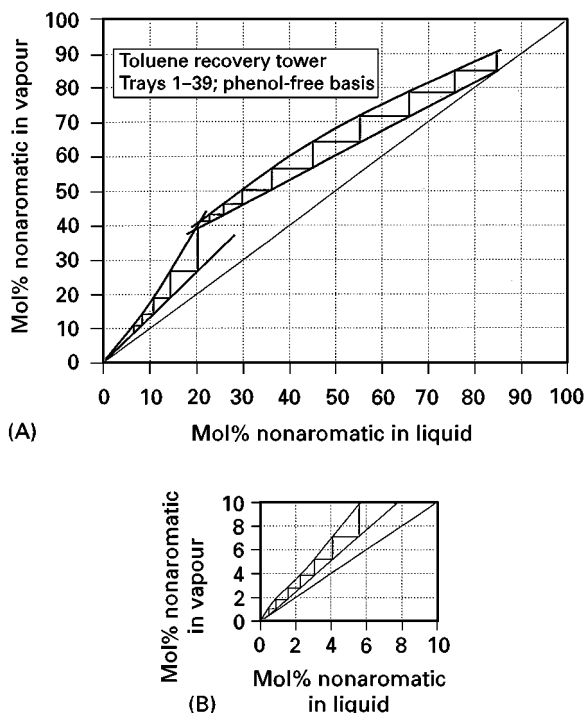 100
90
80
70
60
50
40
30
20
10
0
Mol% nonaromatic in vapour
Toluene recovery tower
Trays 1–39; phenol-free basis
0 10 20 30 40 50 60 70 80 90 100
(A)
Mol% nonaromatic in liquid
10
8
6
4
2
0
Mol% nonaromatic
in vapour
0 2 4 6 8 10
Mol% nonaromatic
(B)
in liquid